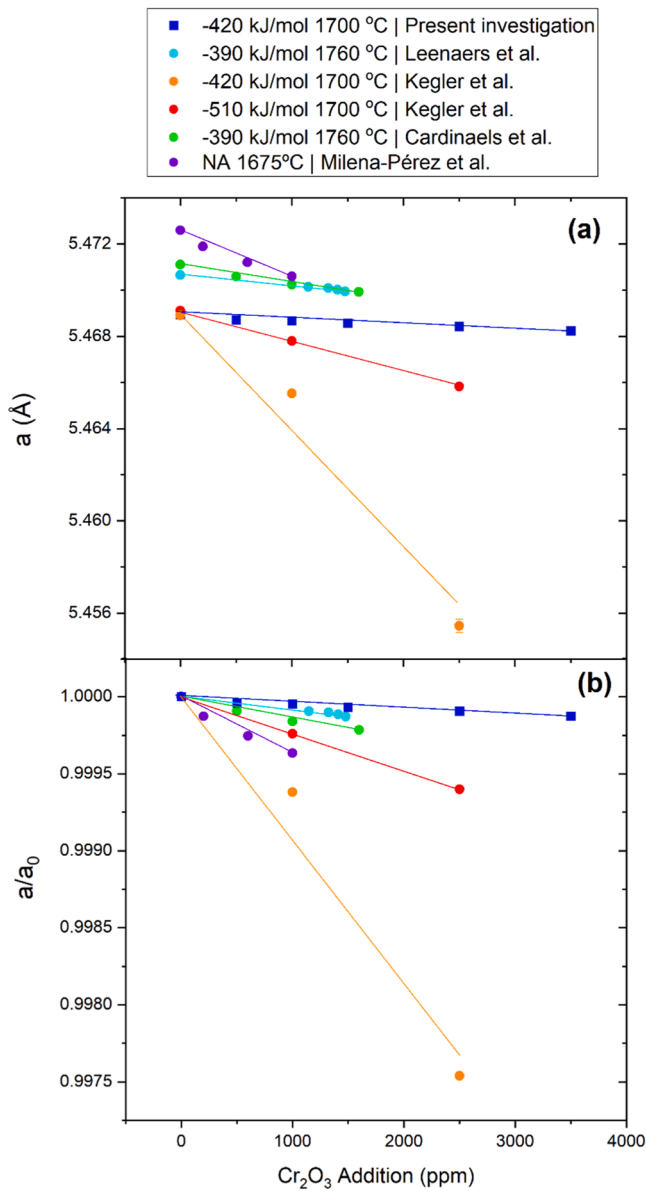 -420 kJ/mol 1700 ºC | Present investigation
-390 kJ/mol 1760 ºC | Leenaers et al.
-420 kJ/mol 1700 ºC | Kegler et al.
-510 kJ/mol 1700 ºC | Kegler et al.
-390 kJ/mol 1760 ºC | Cardinaels et al.
NA 1675ºC | Milena-Pérez et al.
(a)
5.472
5.468
5.464
5.460
5.456
a (Å)
(b)
1.0000
0.9995
0.9990
0.9985
0.9980
0.9975
a/a₀
0 1000 2000 3000 4000
Cr₂O₃ Addition (ppm)